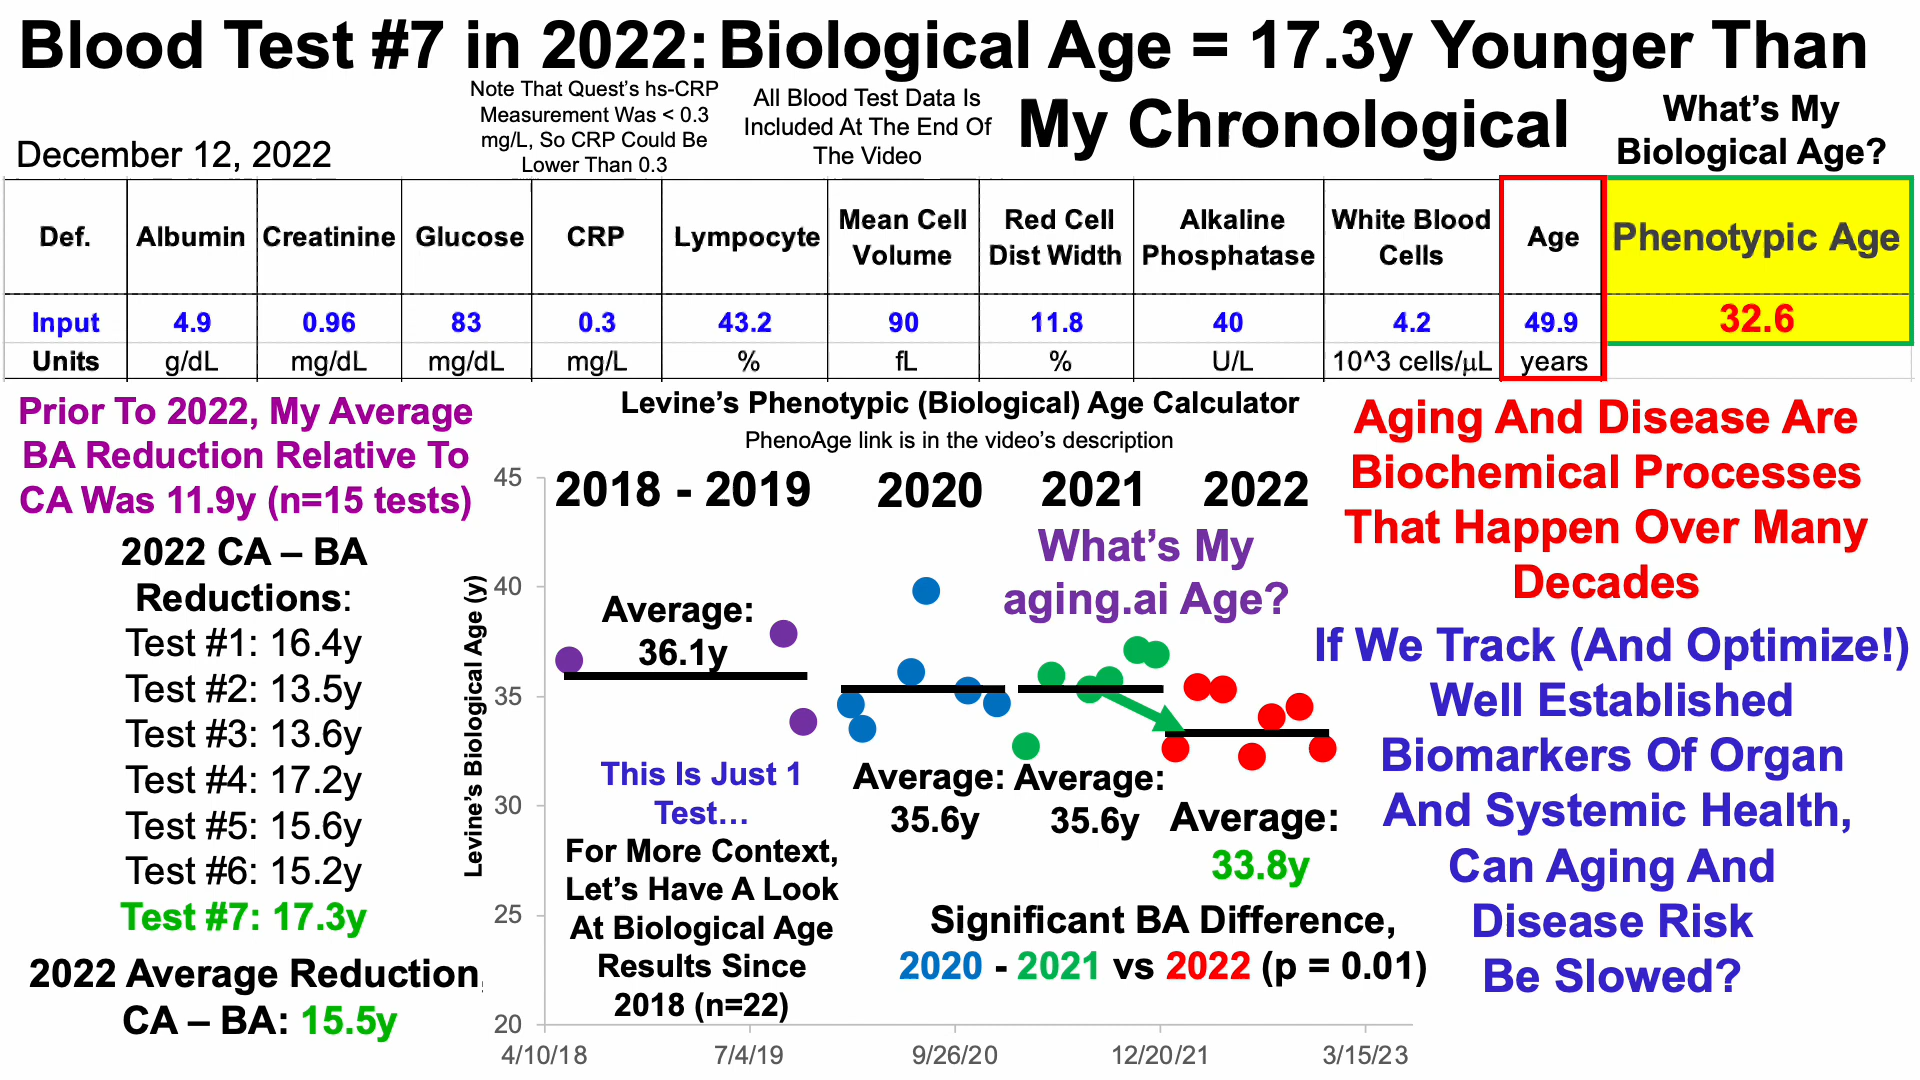 Blood Test #7 in 2022: Biological Age = 17.3y Younger Than
My Chronological
Note That Quest's hs-CRP
Measurement Was < 0.3
mg/L, So CRP Could Be
Lower Than 0.3
All Blood Test Data Is
Included At The End Of
The Video
What's My
Biological Age?
December 12, 2022
Def. Albumin Creatinine Glucose CRP Lympocyte Mean Cell Volume Red Cell Dist Width Alkaline Phosphatase White Blood Cells Age Phenotypic Age
Input 4.9 0.96 83 0.3 43.2 90 11.8 40 4.2 49.9 32.6
Units g/dL mg/dL mg/dL mg/L % fL % U/L 10^3 cells/µL years
Prior To 2022, My Average
BA Reduction Relative To
CA Was 11.9y (n=15 tests)
2022 CA – BA
Reductions:
Test #1: 16.4y
Test #2: 13.5y
Test #3: 13.6y
Test #4: 17.2y
Test #5: 15.6y
Test #6: 15.2y
Test #7: 17.3y
2022 Average Reduction,
CA – BA: 15.5y
Levine's Phenotypic (Biological) Age Calculator
PhenoAge link is in the video's description
2018 - 2019 2020 2021 2022
What's My
aging.ai Age?
Average:
36.1y
Average:
35.6y
Average:
35.6y
Average:
33.8y
This Is Just 1
Test…
For More Context,
Let's Have A Look
At Biological Age
Results Since
2018 (n=22)
Significant BA Difference,
2020 - 2021 vs 2022 (p = 0.01)
Levine's Biological Age (y)
45
40
35
30
25
20
4/10/18 7/4/19 9/26/20 12/20/21 3/15/23
Aging And Disease Are
Biochemical Processes
That Happen Over Many
Decades
If We Track (And Optimize!)
Well Established
Biomarkers Of Organ
And Systemic Health,
Can Aging And
Disease Risk
Be Slowed?